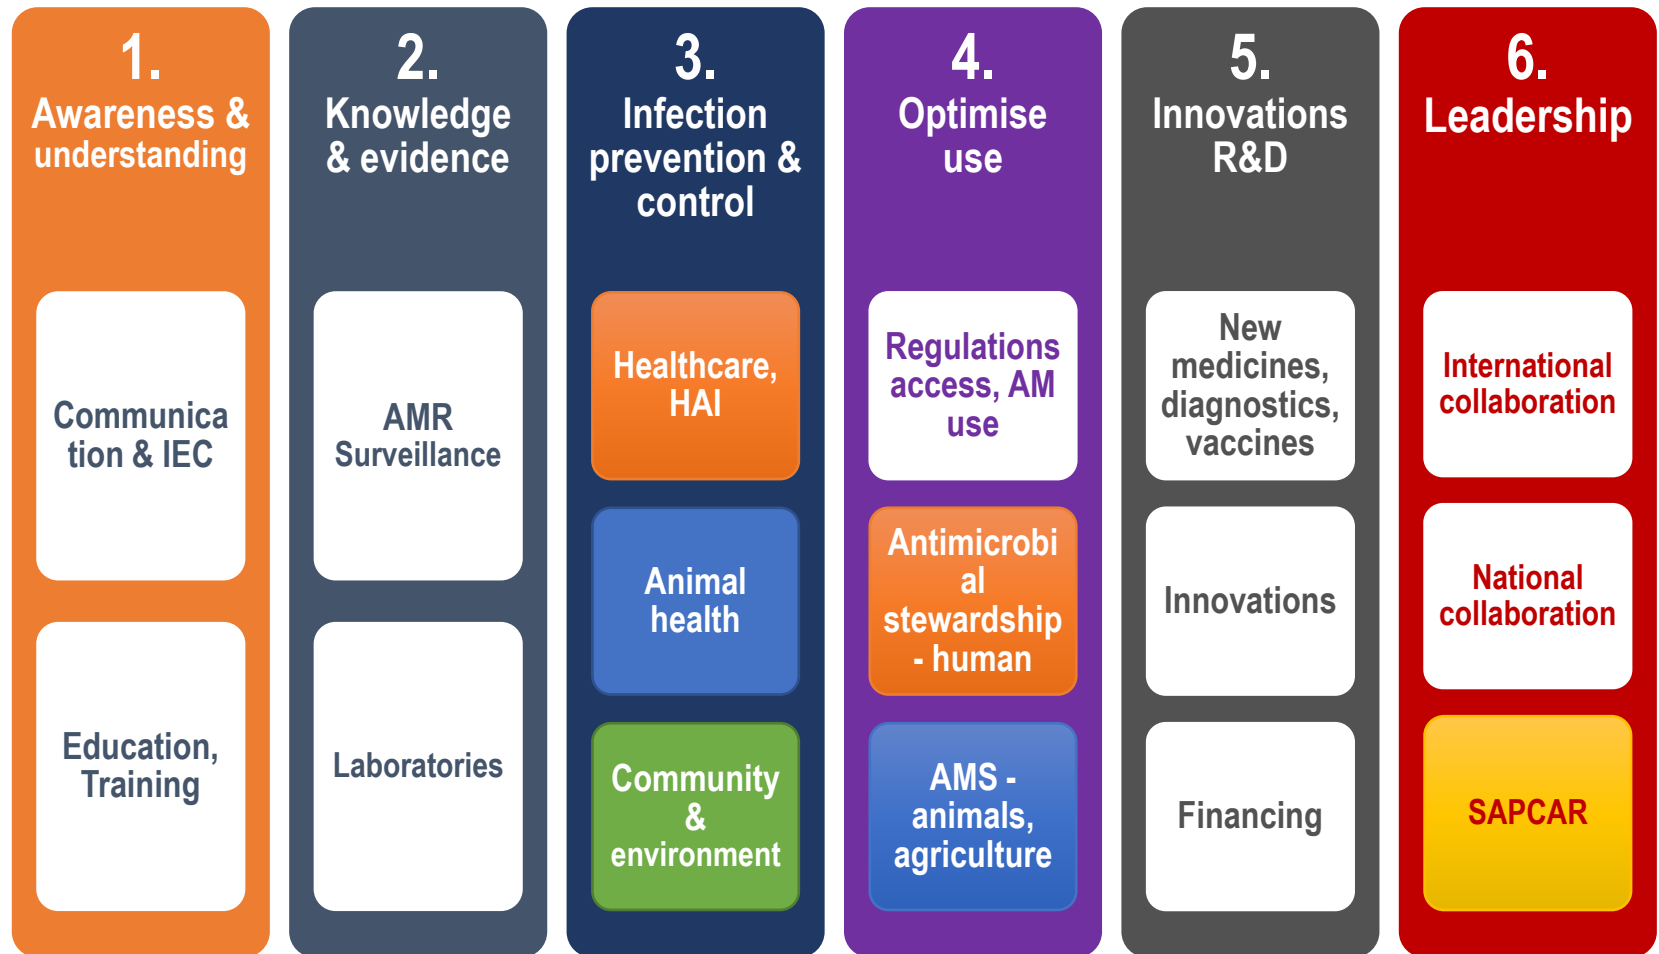 1.
Awareness &
understanding
Communica
tion & IEC
Education,
Training
2.
Knowledge
& evidence
AMR
Surveillance
Laboratories
3.
Infection
prevention &
control
Healthcare,
HAI
Animal
health
Community
&
environment
4.
Optimise
use
Regulations
access, AM
use
Antimicrobi
al
stewardship
- human
AMS -
animals,
agriculture
5.
Innovations
R&D
New
medicines,
diagnostics,
vaccines
Innovations
Financing
6.
Leadership
International
collaboration
National
collaboration
SAPCAR